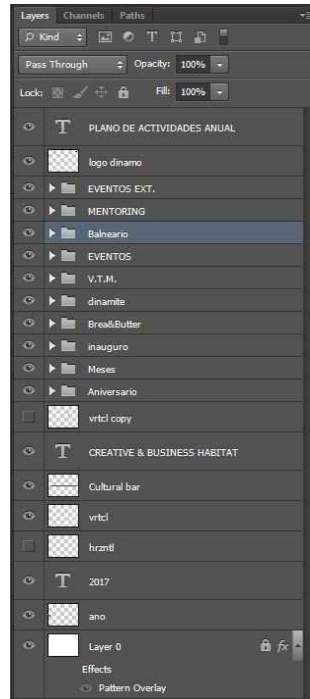 Layers Channels Paths
Kind
Pass Through Opacity: 100%
Lock: Fill: 100%
T PLANO DE ACTIVIDADES ANUAL
logo dinamo
EVENTOS EXT.
MENTORING
Balneario
EVENTOS
V.T.M.
dinamite
Brea&Butter
inauguro
Meses
Aniversario
vrtcl copy
T CREATIVE & BUSINESS HABITAT
Cultural bar
vrtcl
hrzntl
T 2017
ano
Layer 0 fx
Effects
Pattern Overlay